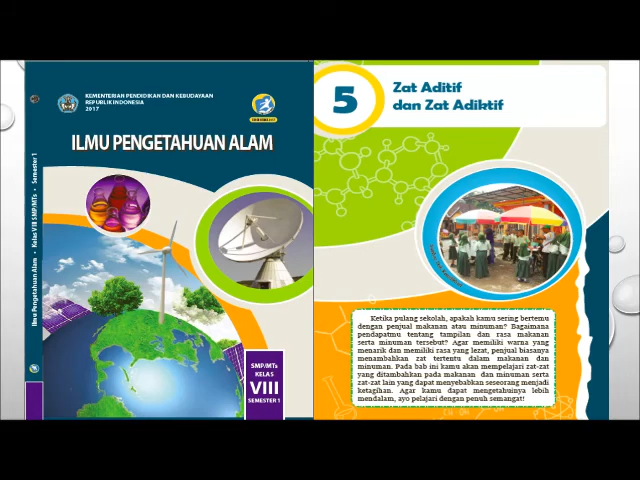 KEMENTERIAN PENDIDIKAN DAN KEBUDAYAAN
REPUBLIK INDONESIA
2017
ILMU PENGETAHUAN ALAM
Ilmu Pengetahuan Alam • Kelas VIII SMP/MTs • Semester 1
SMP/MTs
KELAS
VIII
SEMESTER 1
5
Zat Aditif
dan Zat Adiktif
Ketika pulang sekolah, apakah kamu sering bertemu
dengan penjual makanan atau minuman? Bagaimana
pendapatmu tentang tampilan dan rasa makanan
serta minuman tersebut? Agar memiliki warna yang
menarik dan memiliki rasa yang lezat, penjual biasanya
menambahkan zat tertentu dalam makanan dan
minuman. Pada bab ini kamu akan mempelajari zat-zat
yang ditambahkan pada makanan dan minuman serta
zat-zat lain yang dapat menyebabkan seseorang menjadi
ketagihan. Agar kamu dapat mengetahuinya lebih
mendalam, ayo pelajari dengan penuh semangat!